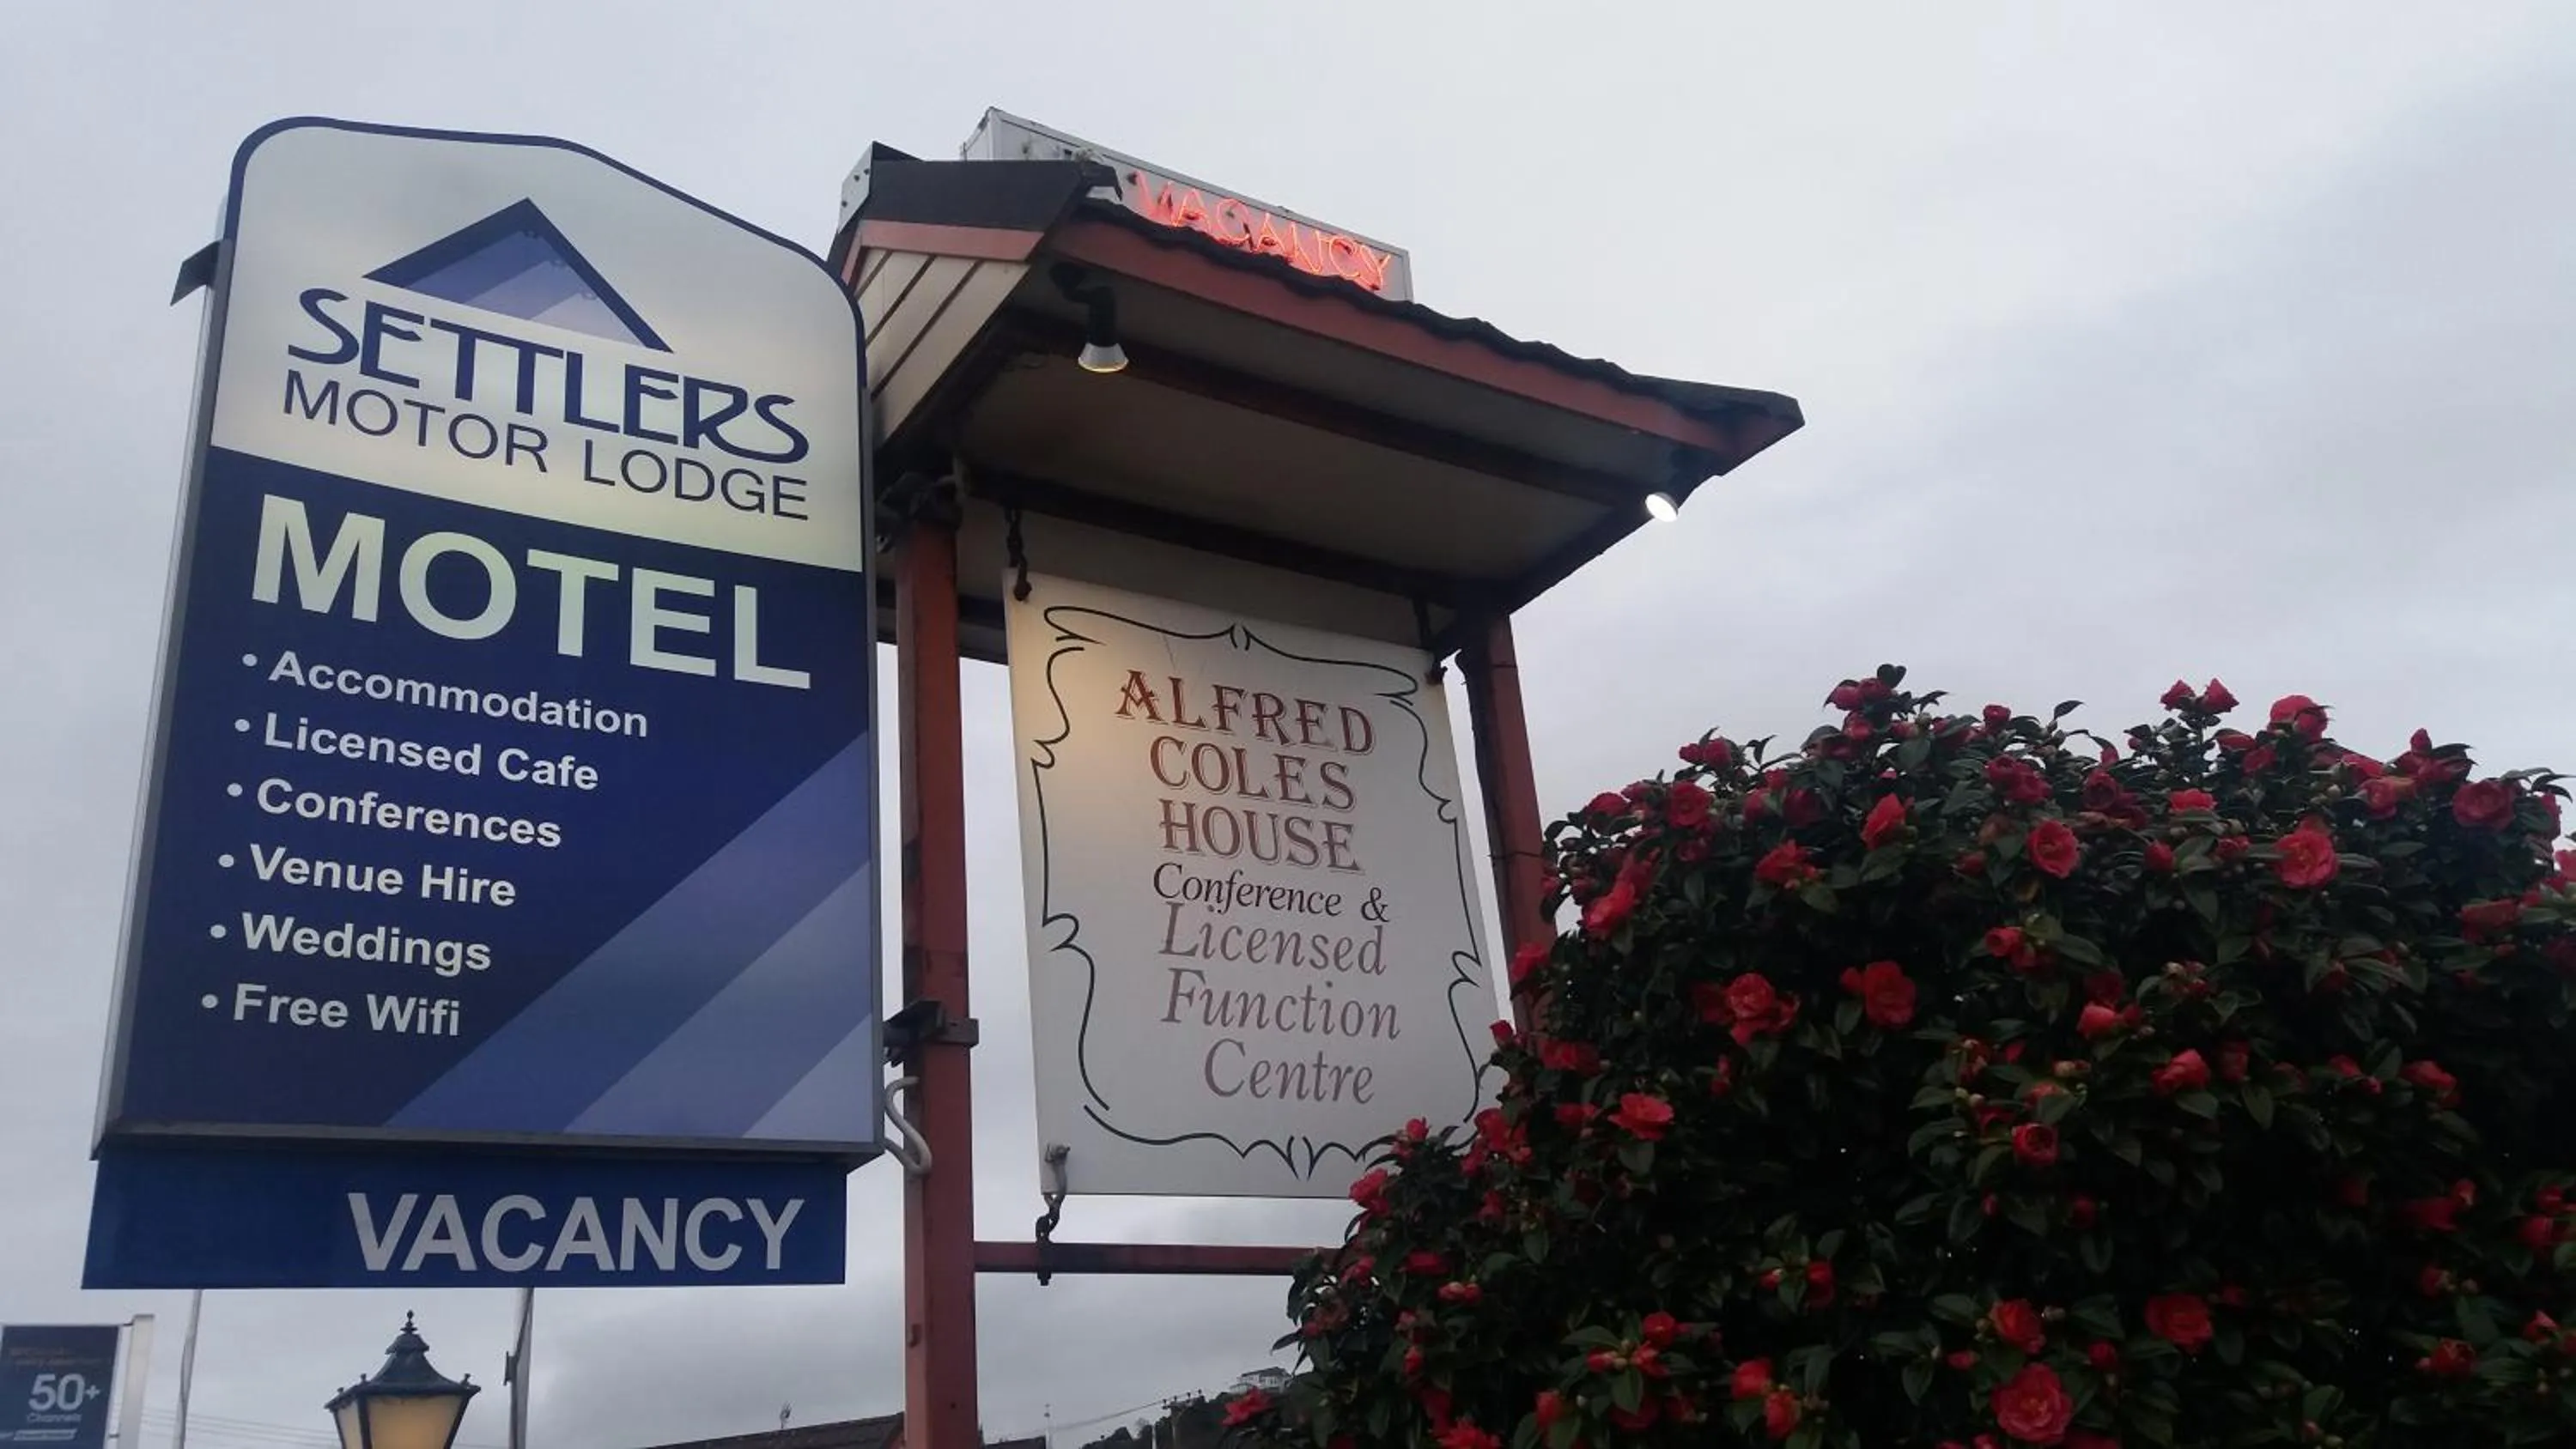 SETTLERS
MOTOR LODGE
MOTEL
• Accommodation
• Licensed Cafe
• Conferences
• Venue Hire
• Weddings
• Free Wifi
VACANCY
VACANCY
ALFRED
COLES
HOUSE
Conference &
Licensed
Function
Centre
50+
Channels